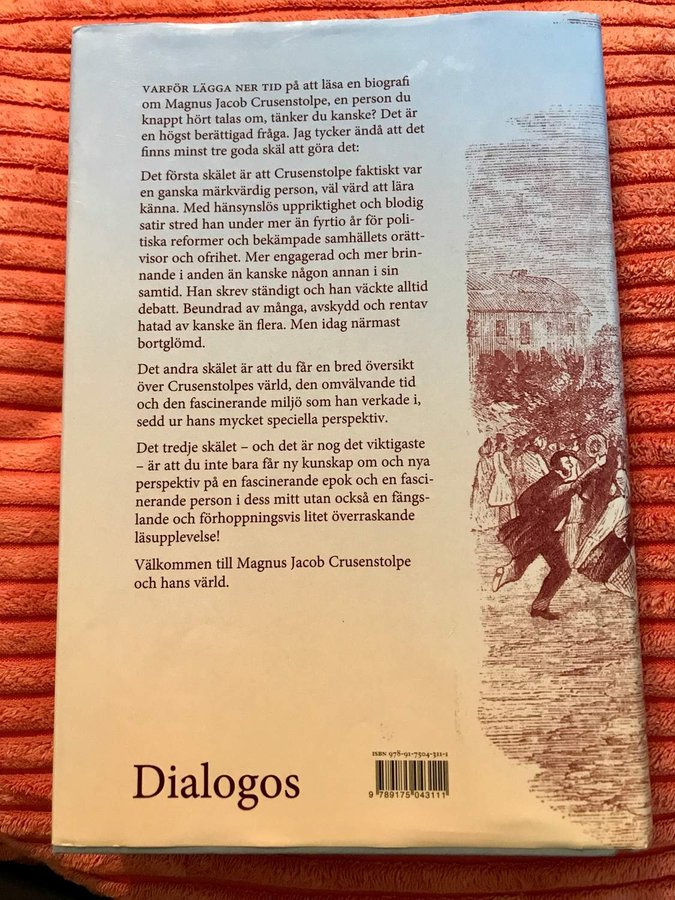 VARFÖR LÄGGA NER TID på att läsa en biografi
om Magnus Jacob Crusenstolpe, en person du
knappt hört talas om, tänker du kanske? Det är
en högst berättigad fråga. Jag tycker ändå att det
finns minst tre goda skäl att göra det:
Det första skälet är att Crusenstolpe faktiskt var
en ganska märkvärdig person, väl värd att lära
känna. Med hänsynslös uppriktighet och blodig
satir stred han under mer än fyrtio år för poli-
tiska reformer och bekämpade samhällets orätt-
visor och ofrihet. Mer engagerad och mer brin-
nande i anden än kanske någon annan i sin
samtid. Han skrev ständigt och han väckte alltid
debatt. Beundrad av många, avskydd och rentav
hatad av kanske än flera. Men idag närmast
bortglömd.
Det andra skälet är att du får en bred översikt
över Crusenstolpes värld, den omvälvande tid
och den fascinerande miljö som han verkade i,
sedd ur hans mycket speciella perspektiv.
Det tredje skälet – och det är nog det viktigaste
– är att du inte bara får ny kunskap om och nya
perspektiv på en fascinerande epok och en fasci-
nerande person i dess mitt utan också en fängs-
lande och förhoppningsvis litet överraskande
läsupplevelse!
Välkommen till Magnus Jacob Crusenstolpe
och hans värld.
ISBN 978-91-7504-311-1
Dialogos
9 789175 043111